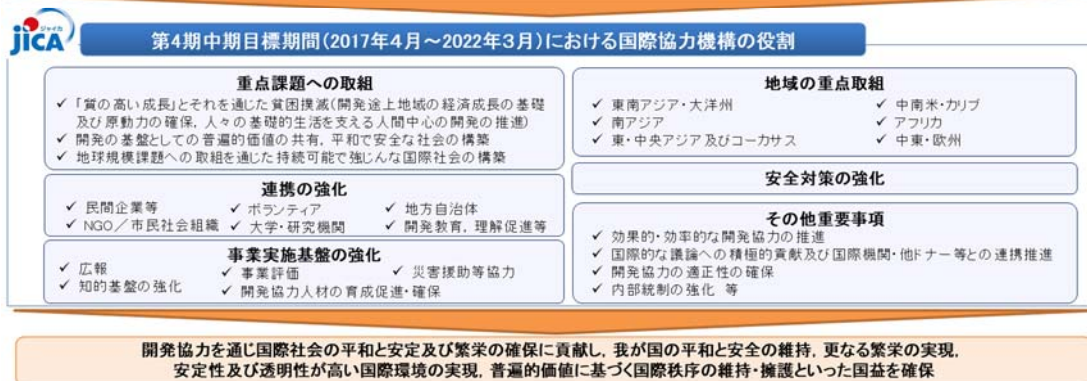 ジャイカ
JICA
第4期中期目標期間(2017年4月～2022年3月)における国際協力機構の役割
重点課題への取組
✓ 「質の高い成長」とそれを通じた貧困撲滅(開発途上地域の経済成長の基礎
及び原動力の確保，人々の基礎的生活を支える人間中心の開発の推進)
✓ 開発の基盤としての普遍的価値の共有，平和で安全な社会の構築
✓ 地球規模課題への取組を通じた持続可能で強じんな国際社会の構築
連携の強化
✓ 民間企業等 ✓ ボランティア ✓ 地方自治体
✓ NGO／市民社会組織 ✓ 大学・研究機関 ✓ 開発教育，理解促進等
事業実施基盤の強化
✓ 広報 ✓ 事業評価 ✓ 災害援助等協力
✓ 知的基盤の強化 ✓ 開発協力人材の育成促進・確保
地域の重点取組
✓ 東南アジア・大洋州 ✓ 中南米・カリブ
✓ 南アジア ✓ アフリカ
✓ 東・中央アジア及びコーカサス ✓ 中東・欧州
安全対策の強化
その他重要事項
✓ 効果的・効率的な開発協力の推進
✓ 国際的な議論への積極的貢献及び国際機関・他ドナー等との連携推進
✓ 開発協力の適正性の確保
✓ 内部統制の強化 等
開発協力を通じ国際社会の平和と安定及び繁栄の確保に貢献し，我が国の平和と安全の維持，更なる繁栄の実現，
安定性及び透明性が高い国際環境の実現，普遍的価値に基づく国際秩序の維持・擁護といった国益を確保